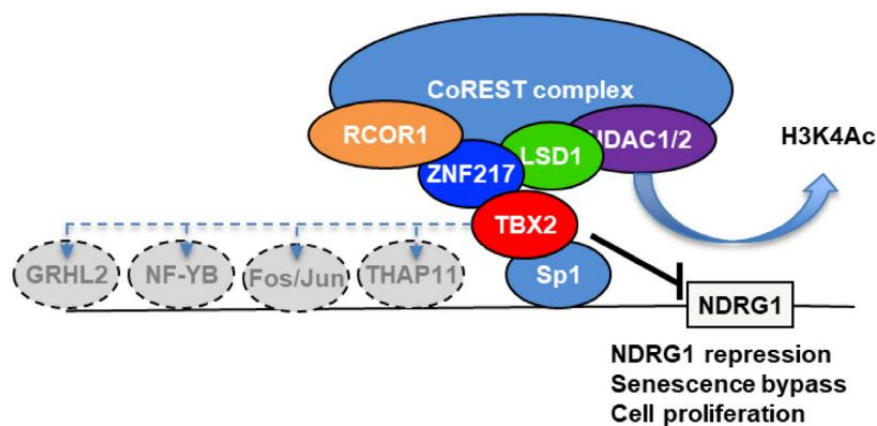 CoREST complex
RCOR1
HDAC1/2
LSD1
H3K4Ac
ZNF217
TBX2
GRHL2
NF-YB
Fos/Jun
THAP11
Sp1
NDRG1
NDRG1 repression
Senescence bypass
Cell proliferation